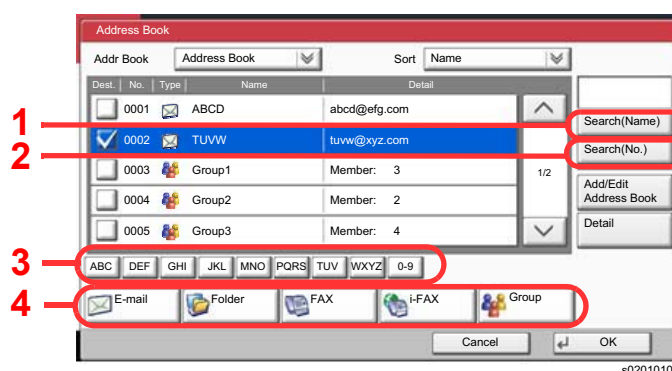 Address Book
Addr Book Address Book Sort Name
Dest. No. Type Name Detail
0001 ABCD abcd@efg.com
1 Search(Name)
0002 TUVW tuvw@xyz.com
2 Search(No.)
0003 Group1 Member: 3 1/2
Add/Edit
Address Book
0004 Group2 Member: 2
0005 Group3 Member: 4 Detail
3 ABC DEF GHI JKL MNO PQRS TUV WXYZ 0-9
4 E-mail Folder FAX i-FAX Group
Cancel OK
s0201010